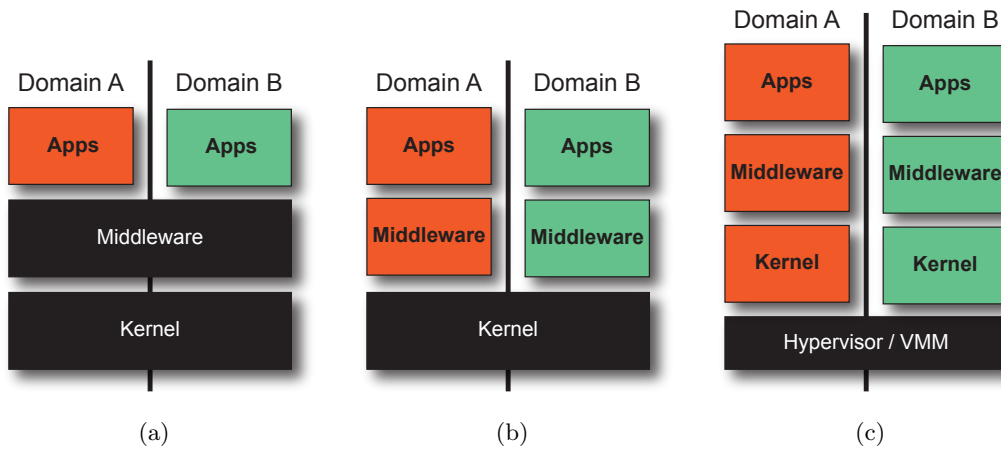 Domain A
Domain B
Apps
Apps
Middleware
Kernel
(a)
Domain A
Domain B
Apps
Apps
Middleware
Middleware
Kernel
(b)
Domain A
Domain B
Apps
Apps
Middleware
Middleware
Kernel
Kernel
Hypervisor / VMM
(c)